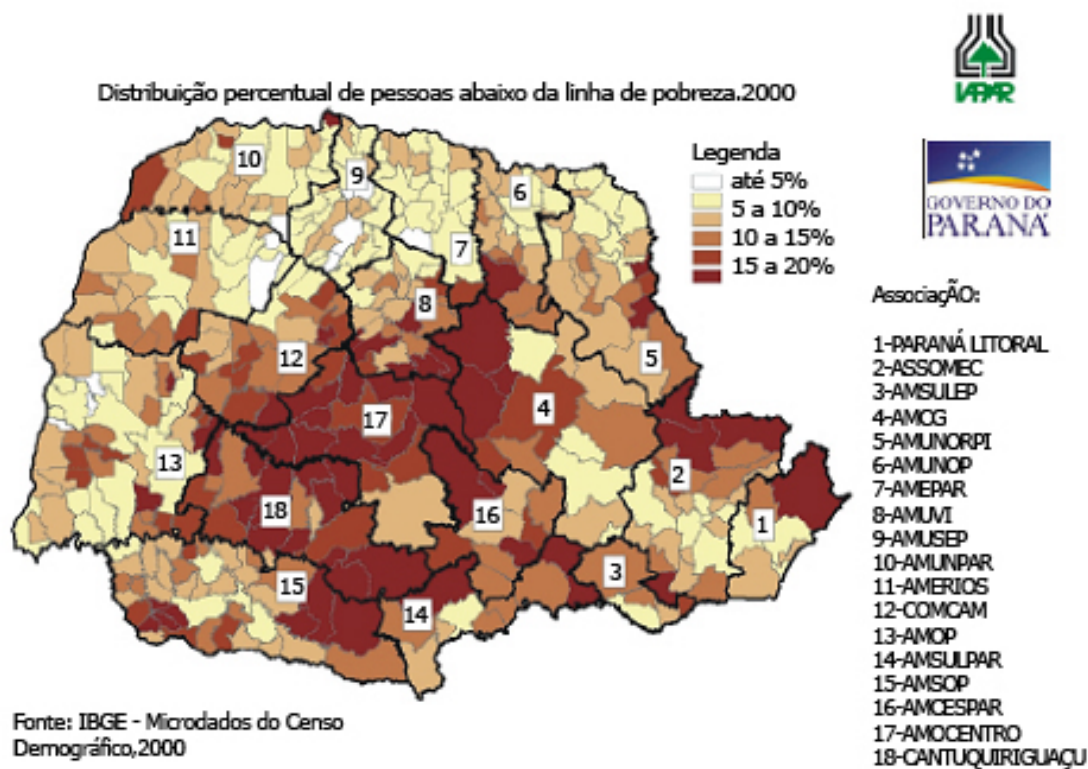 IAPAR
Distribuição percentual de pessoas abaixo da linha de pobreza.2000
Legenda
até 5%
5 a 10%
10 a 15%
15 a 20%
GOVERNO DO
PARANÁ
AssociaçÃO:
1-PARANÁ LITORAL
2-ASSOMEC
3-AMSULEP
4-AMCG
5-AMUNORPI
6-AMUNOP
7-AMEPAR
8-AMUVI
9-AMUSEP
10-AMUNPAR
11-AMERIOS
12-COMCAM
13-AMOP
14-AMSULPAR
15-AMSOP
16-AMCESPAR
17-AMOCENTRO
18-CANTUQUIRIGUAÇU
10
9
6
11
7
8
12
5
17
4
13
2
18
16
1
15
3
14
Fonte: IBGE - Microdados do Censo
Demográfico,2000